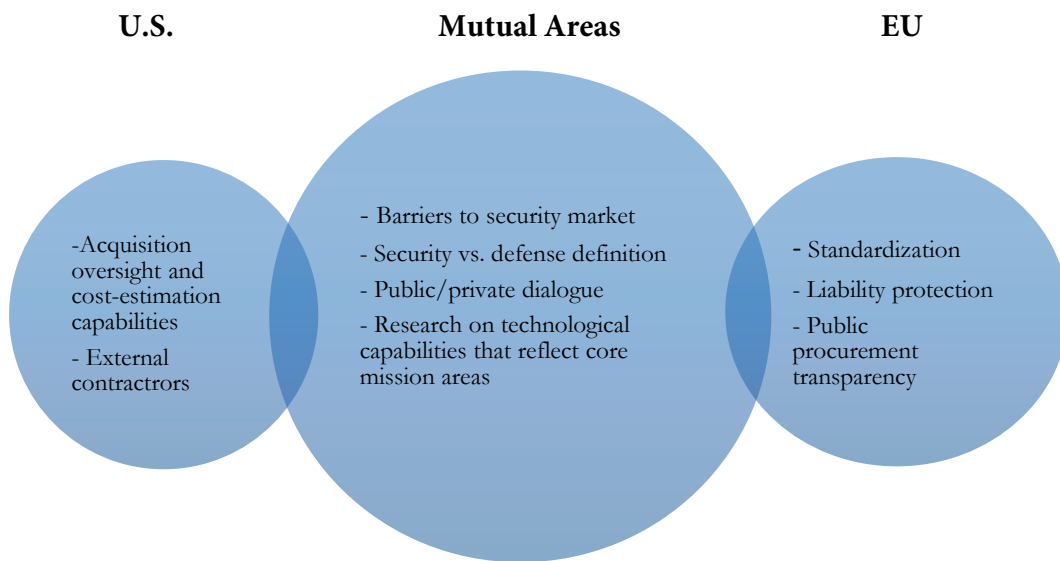 U.S.
Mutual Areas
EU
-Acquisition
oversight and
cost-estimation
capabilities
- External
contractrors
- Barriers to security market
- Security vs. defense definition
- Public/private dialogue
- Research on technological
capabilities that reflect core
mission areas
- Standardization
- Liability protection
- Public
procurement
transparency